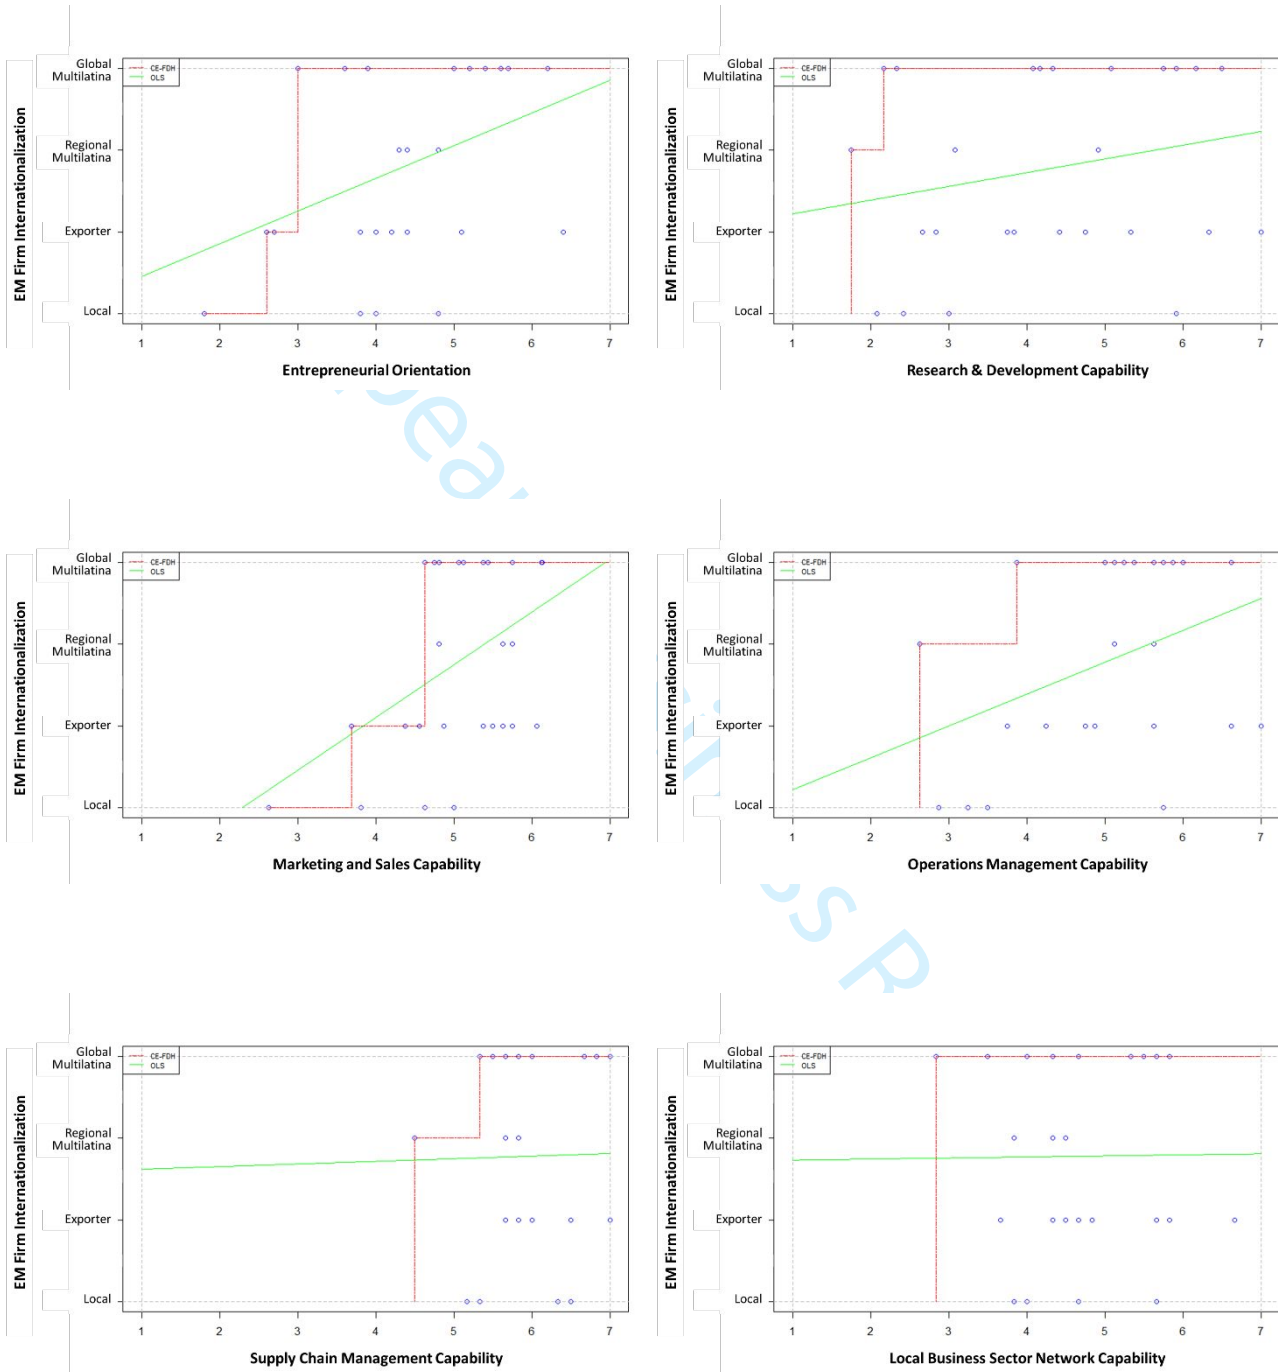 EM Firm Internationalization
Global
Multilatina
Regional
Multilatina
Exporter
Local
CE-FDH
OLS
1 2 3 4 5 6 7
Entrepreneurial Orientation
EM Firm Internationalization
Global
Multilatina
Regional
Multilatina
Exporter
Local
CE-FDH
OLS
1 2 3 4 5 6 7
Research & Development Capability
EM Firm Internationalization
Global
Multilatina
Regional
Multilatina
Exporter
Local
CE-FDH
OLS
1 2 3 4 5 6 7
Marketing and Sales Capability
EM Firm Internationalization
Global
Multilatina
Regional
Multilatina
Exporter
Local
CE-FDH
OLS
1 2 3 4 5 6 7
Operations Management Capability
EM Firm Internationalization
Global
Multilatina
Regional
Multilatina
Exporter
Local
CE-FDH
OLS
1 2 3 4 5 6 7
Supply Chain Management Capability
EM Firm Internationalization
Global
Multilatina
Regional
Multilatina
Exporter
Local
CE-FDH
OLS
1 2 3 4 5 6 7
Local Business Sector Network Capability